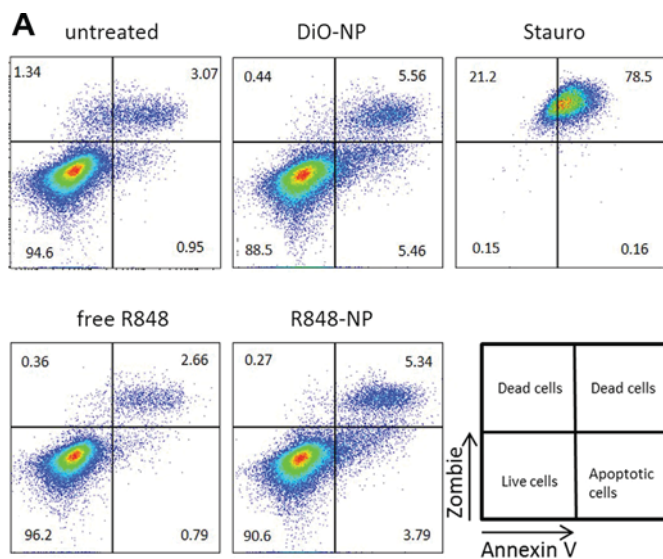 A
untreated
DiO-NP
Stauro
1.34 3.07
0.44 5.56
21.2 78.5
94.6 0.95
88.5 5.46
0.15 0.16
free R848
R848-NP
0.36 2.66
0.27 5.34
96.2 0.79
90.6 3.79
Dead cells Dead cells
Live cells Apoptotic
cells
Zombie
Annexin V